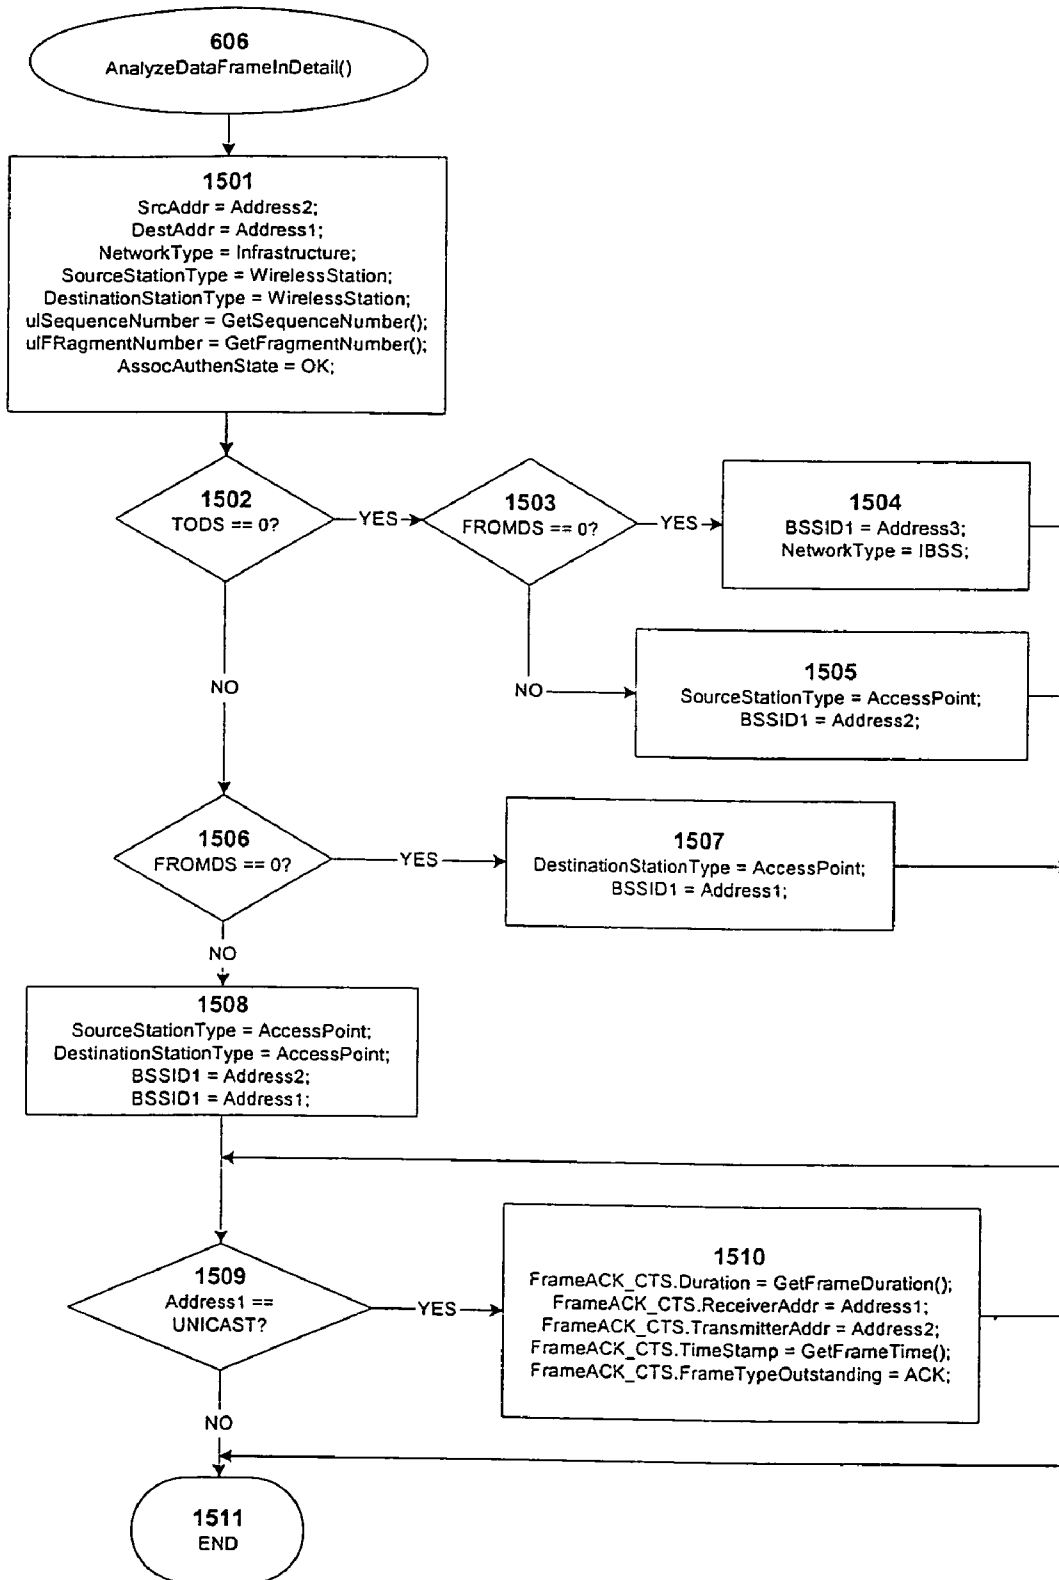 606
AnalyzeDataFrameInDetail()
1501
SrcAddr = Address2;
DestAddr = Address1;
NetworkType = Infrastructure;
SourceStationType = WirelessStation;
DestinationStationType = WirelessStation;
ulSequenceNumber = GetSequenceNumber();
ulFRagmentNumber = GetFragmentNumber();
AssocAuthenState = OK;
1502
TODS == 0?
YES
1503
FROMDS == 0?
YES
1504
BSSID1 = Address3;
NetworkType = IBSS;
NO
NO
1505
SourceStationType = AccessPoint;
BSSID1 = Address2;
1506
FROMDS == 0?
YES
1507
DestinationStationType = AccessPoint;
BSSID1 = Address1;
NO
1508
SourceStationType = AccessPoint;
DestinationStationType = AccessPoint;
BSSID1 = Address2;
BSSID1 = Address1;
1509
Address1 ==
UNICAST?
YES
1510
FrameACK_CTS.Duration = GetFrameDuration();
FrameACK_CTS.ReceiverAddr = Address1;
FrameACK_CTS.TransmitterAddr = Address2;
FrameACK_CTS.TimeStamp = GetFrameTime();
FrameACK_CTS.FrameTypeOutstanding = ACK;
NO
1511
END